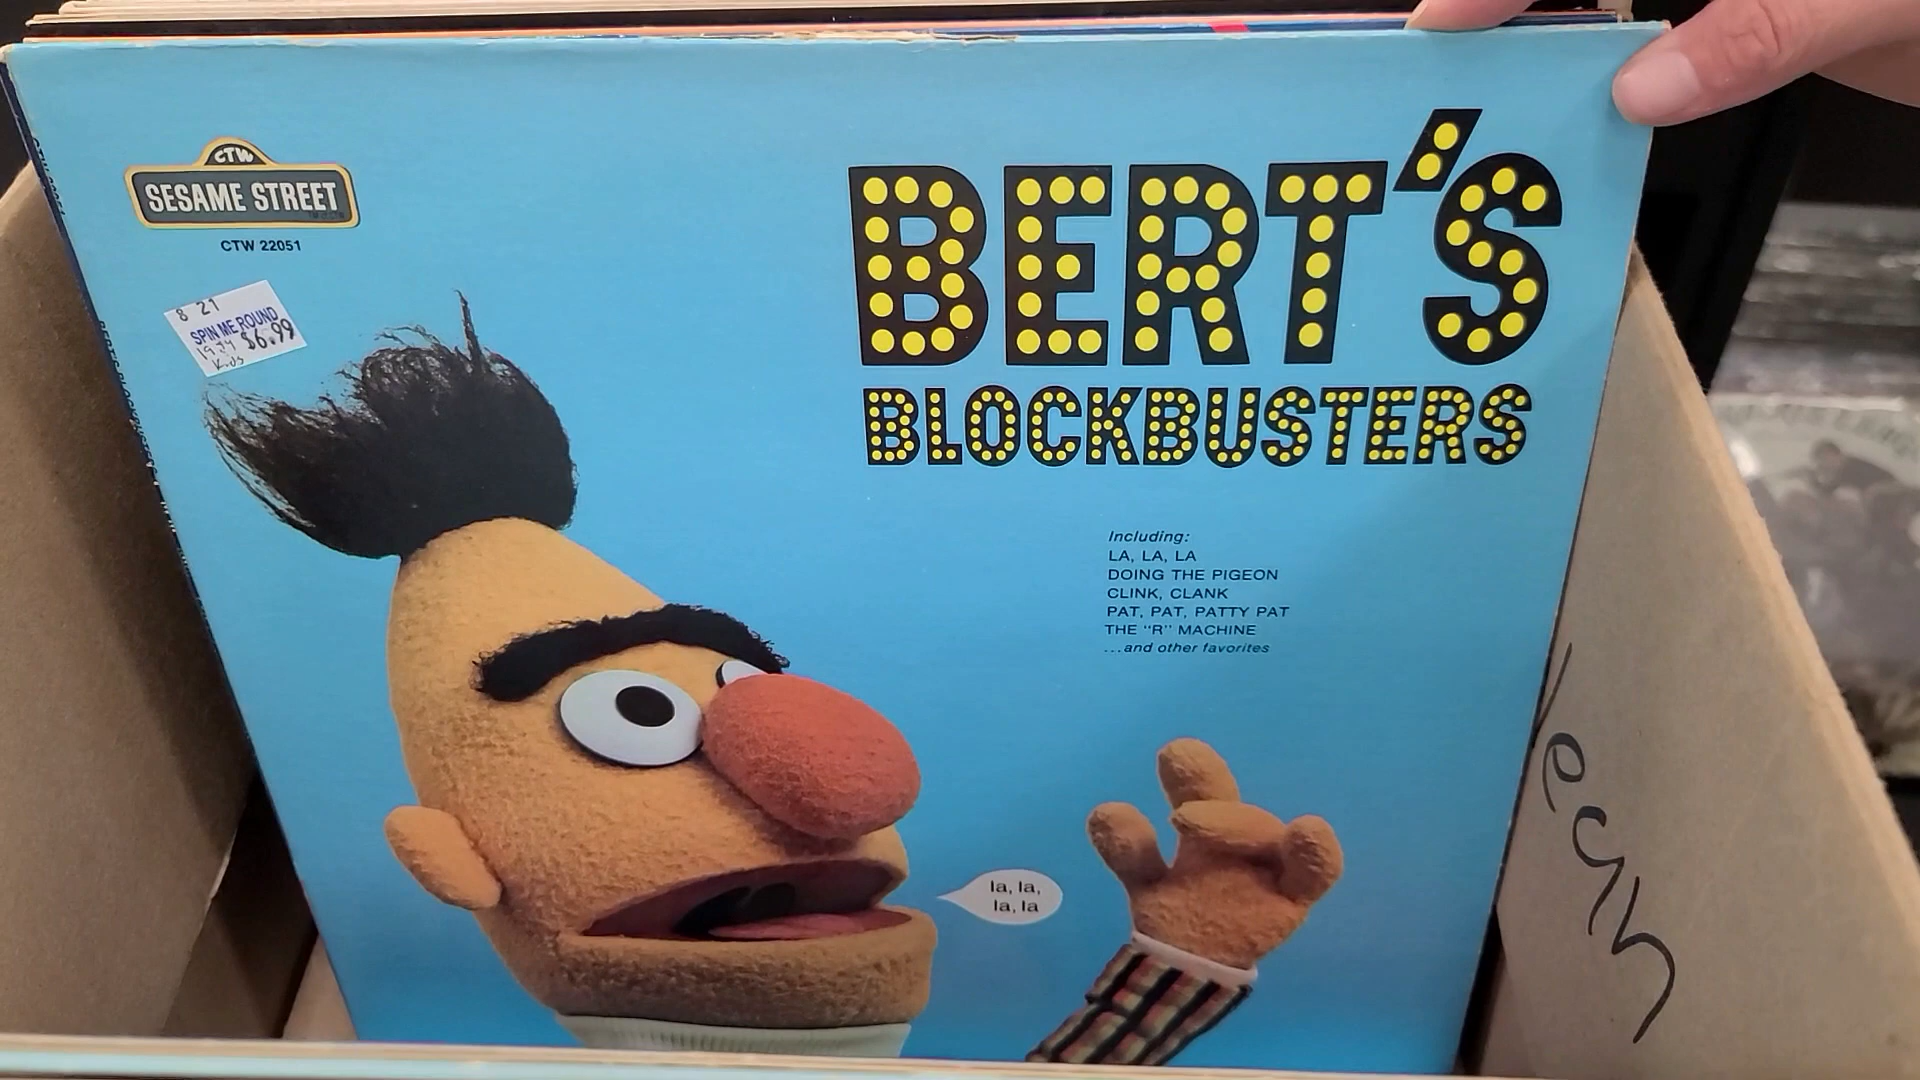 CTW
SESAME STREET
CTW 22051
8 21
SPIN ME ROUND
$6.99
Kids
BERT'S
BLOCKBUSTERS
Including:
LA, LA, LA
DOING THE PIGEON
CLINK, CLANK
PAT, PAT, PATTY PAT
THE "R" MACHINE
...and other favorites
la, la,
la, la